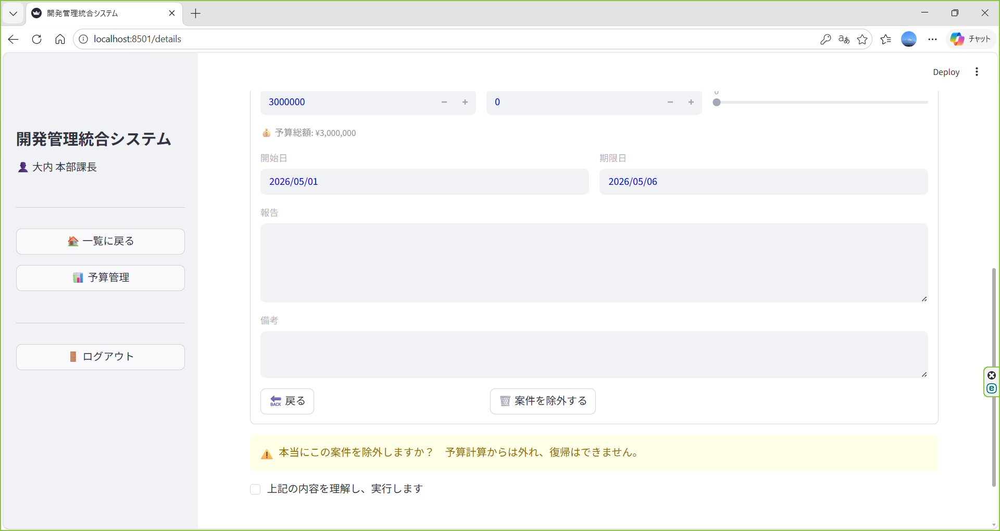 開発管理統合システム
localhost:8501/details
チャット
Deploy
開発管理統合システム
大内 本部課長
一覧に戻る
予算管理
ログアウト
3000000
0
0
予算総額: ¥3,000,000
開始日
期限日
2026/05/01
2026/05/06
報告
備考
BACK 戻る
案件を除外する
本当にこの案件を除外しますか？　予算計算からは外れ、復帰はできません。
上記の内容を理解し、実行します